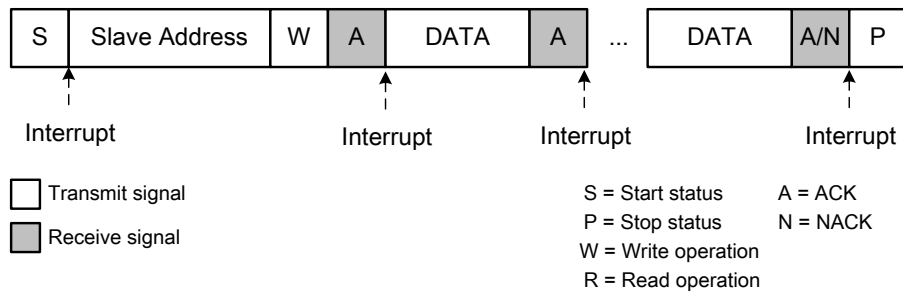 S Slave Address W A DATA A ... DATA A/N P
Interrupt Interrupt Interrupt Interrupt
Transmit signal
Receive signal
S = Start status A = ACK
P = Stop status N = NACK
W = Write operation
R = Read operation